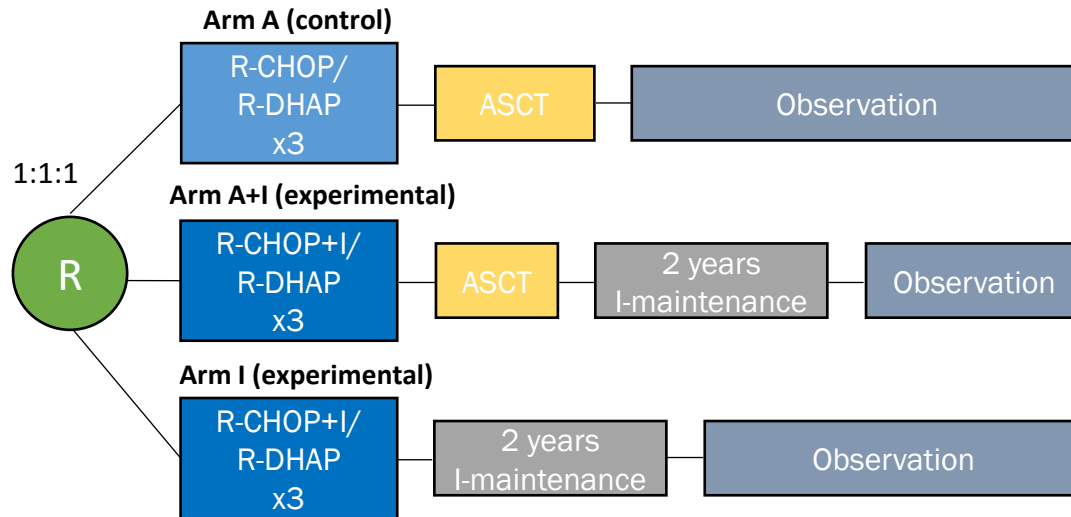 Arm A (control)
R-CHOP/
R-DHAP
x3
ASCT
Observation
1:1:1
R
Arm A+I (experimental)
R-CHOP+I/
R-DHAP
x3
ASCT
2 years
I-maintenance
Observation
Arm I (experimental)
R-CHOP+I/
R-DHAP
x3
2 years
I-maintenance
Observation